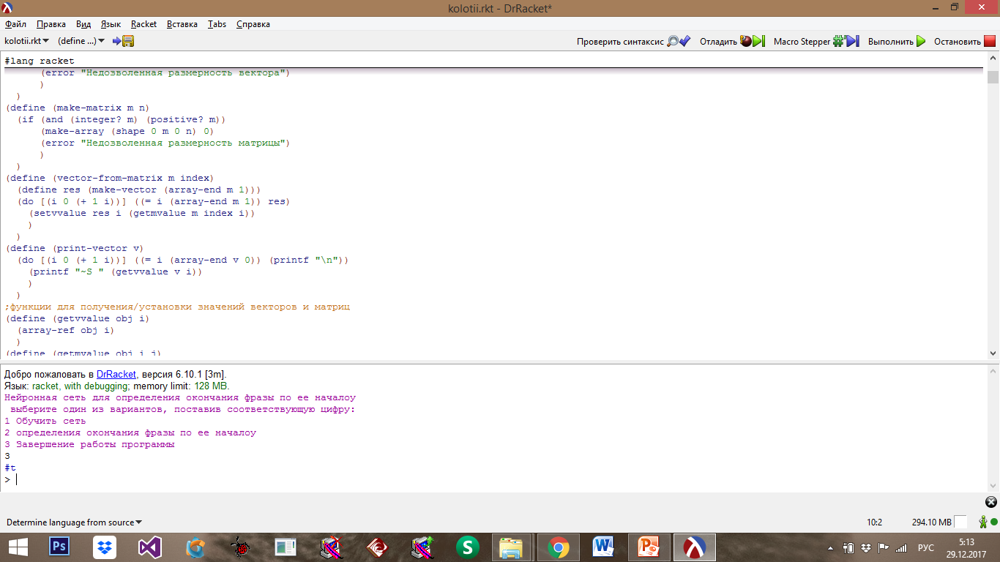 kolotii.rkt - DrRacket*
Файл Правка Вид Язык Racket Вставка Tabs Справка
kolotii.rkt (define ...) Проверить синтаксис Отладить Macro Stepper Выполнить Остановить
#lang racket
(error "Недозволенная размерность вектора")
)
)
(define (make-matrix m n)
(if (and (integer? m) (positive? m))
(make-array (shape 0 m 0 n) 0)
(error "Недозволенная размерность матрицы")
)
)
(define (vector-from-matrix m index)
(define res (make-vector (array-end m 1)))
(do [(i 0 (+ 1 i))] ((= i (array-end m 1)) res)
(setvvalue res i (getmvalue m index i))
)
)
(define (print-vector v)
(do [(i 0 (+ 1 i))] ((= i (array-end v 0)) (printf "\n"))
(printf "~S " (getvvalue v i))
)
)
;функции для получения/установки значений векторов и матриц
(define (getvvalue obj i)
(array-ref obj i)
)
(define (getmvalue obj i j)
Добро пожаловать в DrRacket, версия 6.10.1 [3m].
Язык: racket, with debugging; memory limit: 128 MB.
Нейронная сеть для определения окончания фразы по ее началоу
выберите один из вариантов, поставив соответствующую цифру:
1 Обучить сеть
2 определения окончания фразы по ее началоу
3 Завершение работы программы
3
#t
>
Determine language from source 10:2 294.10 MB
Ps S W P РУС 5:13
29.12.2017